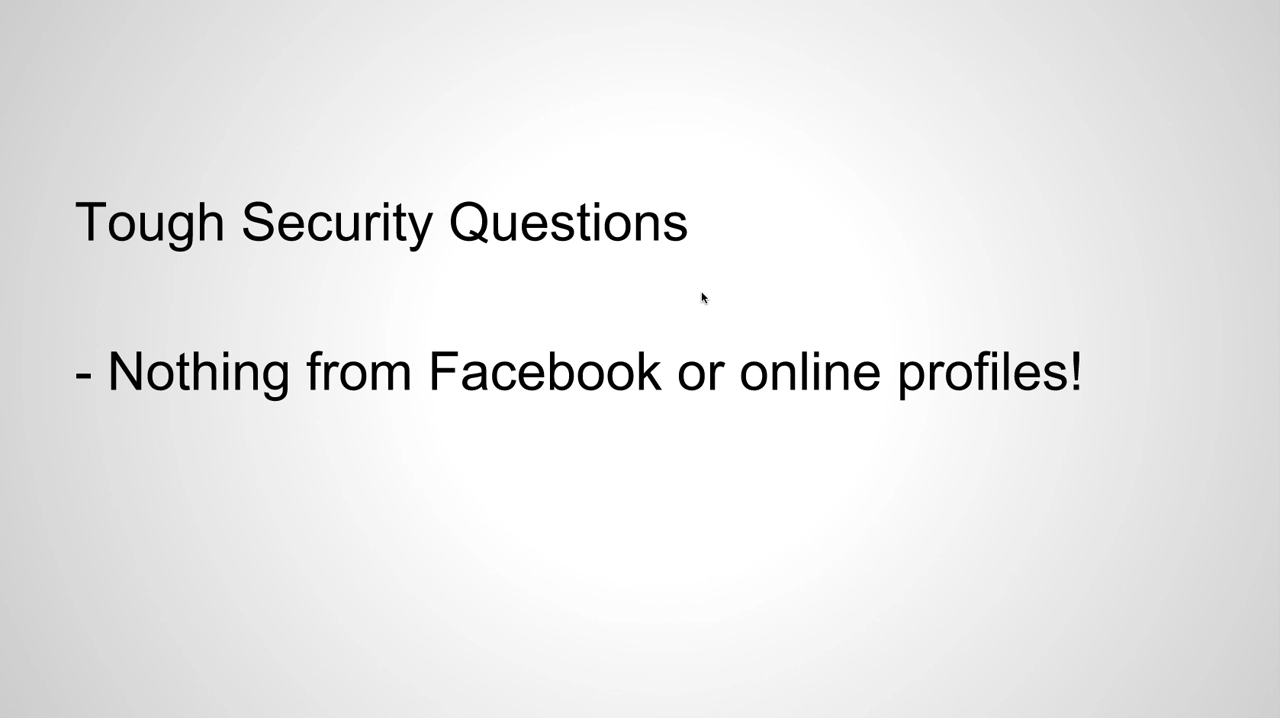 Tough Security Questions
- Nothing from Facebook or online profiles!